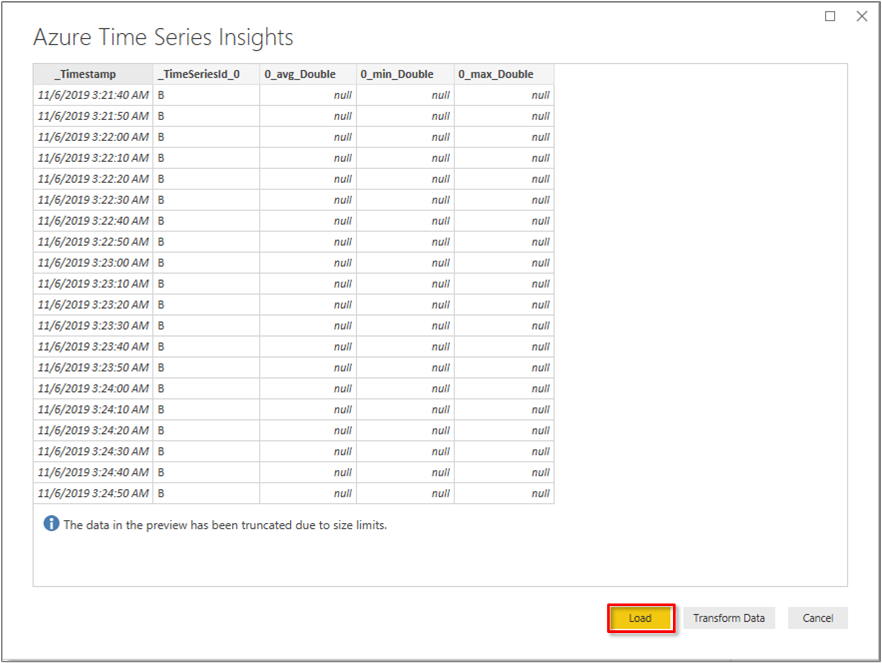 Azure Time Series Insights
_Timestamp _TimeSeriesId_0 0_avg_Double 0_min_Double 0_max_Double
11/6/2019 3:21:40 AM B null null null
11/6/2019 3:21:50 AM B null null null
11/6/2019 3:22:00 AM B null null null
11/6/2019 3:22:10 AM B null null null
11/6/2019 3:22:20 AM B null null null
11/6/2019 3:22:30 AM B null null null
11/6/2019 3:22:40 AM B null null null
11/6/2019 3:22:50 AM B null null null
11/6/2019 3:23:00 AM B null null null
11/6/2019 3:23:10 AM B null null null
11/6/2019 3:23:20 AM B null null null
11/6/2019 3:23:30 AM B null null null
11/6/2019 3:23:40 AM B null null null
11/6/2019 3:23:50 AM B null null null
11/6/2019 3:24:00 AM B null null null
11/6/2019 3:24:10 AM B null null null
11/6/2019 3:24:20 AM B null null null
11/6/2019 3:24:30 AM B null null null
11/6/2019 3:24:40 AM B null null null
11/6/2019 3:24:50 AM B null null null
The data in the preview has been truncated due to size limits.
Load Transform Data Cancel